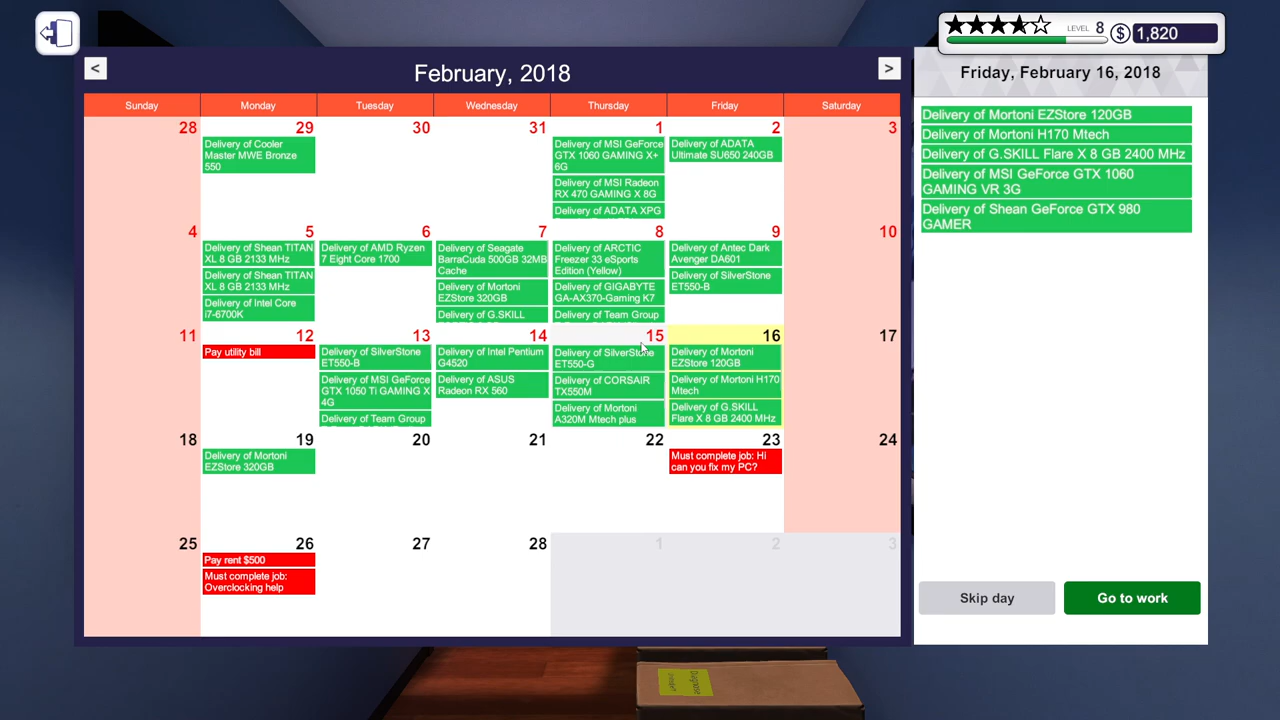 LEVEL 8
$ 1,820
< February, 2018 >
Sunday Monday Tuesday Wednesday Thursday Friday Saturday
28 29 30 31 1 2 3
Delivery of Cooler
Master MWE Bronze
550
Delivery of MSI GeForce
GTX 1060 GAMING X+
6G
Delivery of MSI Radeon
RX 470 GAMING X 8G
Delivery of ADATA XPG
Delivery of ADATA
Ultimate SU650 240GB
4 5 6 7 8 9 10
Delivery of Shean TITAN
XL 8 GB 2133 MHz
Delivery of Shean TITAN
XL 8 GB 2133 MHz
Delivery of Intel Core
i7-6700K
Delivery of AMD Ryzen
7 Eight Core 1700
Delivery of Seagate
BarraCuda 500GB 32MB
Cache
Delivery of Mortoni
EZStore 320GB
Delivery of G.SKILL
Delivery of ARCTIC
Freezer 33 eSports
Edition (Yellow)
Delivery of GIGABYTE
GA-AX370-Gaming K7
Delivery of Team Group
Delivery of Antec Dark
Avenger DA601
Delivery of SilverStone
ET550-B
11 12 13 14 15 16 17
Pay utility bill
Delivery of SilverStone
ET550-B
Delivery of MSI GeForce
GTX 1050 Ti GAMING X
4G
Delivery of Team Group
Delivery of Intel Pentium
G4520
Delivery of ASUS
Radeon RX 560
Delivery of SilverStone
ET550-G
Delivery of CORSAIR
TX550M
Delivery of Mortoni
A320M Mtech plus
Delivery of Mortoni
EZStore 120GB
Delivery of Mortoni H170
Mtech
Delivery of G.SKILL
Flare X 8 GB 2400 MHz
18 19 20 21 22 23 24
Delivery of Mortoni
EZStore 320GB
Must complete job: Hi
can you fix my PC?
25 26 27 28 1 2 3
Pay rent $500
Must complete job:
Overclocking help
Friday, February 16, 2018
Delivery of Mortoni EZStore 120GB
Delivery of Mortoni H170 Mtech
Delivery of G.SKILL Flare X 8 GB 2400 MHz
Delivery of MSI GeForce GTX 1060
GAMING VR 3G
Delivery of Shean GeForce GTX 980
GAMER
Skip day
Go to work